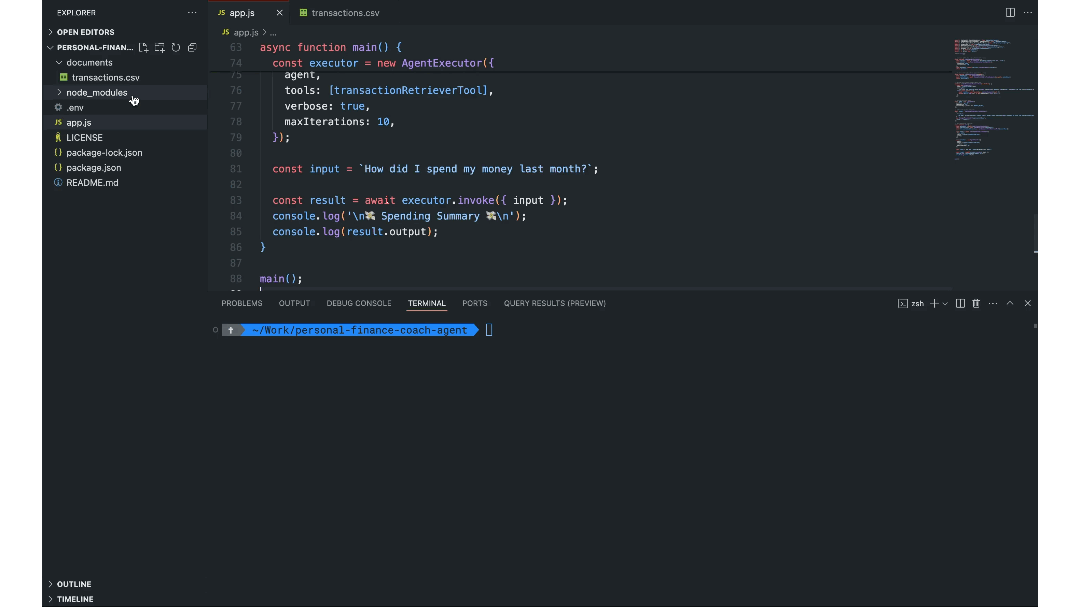 EXPLORER
OPEN EDITORS
PERSONAL-FINAN...
documents
transactions.csv
node_modules
.env
JS app.js
LICENSE
{} package-lock.json
{} package.json
README.md
OUTLINE
TIMELINE
JS app.js
transactions.csv
JS app.js > ...
63 async function main() {
74 const executor = new AgentExecutor({
75 agent,
76 tools: [transactionRetrieverTool],
77 verbose: true,
78 maxIterations: 10,
79 });
80
81 const input = `How did I spend my money last month?`;
82
83 const result = await executor.invoke({ input });
84 console.log('\n💸 Spending Summary 💸\n');
85 console.log(result.output);
86 }
87
88 main();
PROBLEMS OUTPUT DEBUG CONSOLE TERMINAL PORTS QUERY RESULTS (PREVIEW)
zsh
~/Work/personal-finance-coach-agent